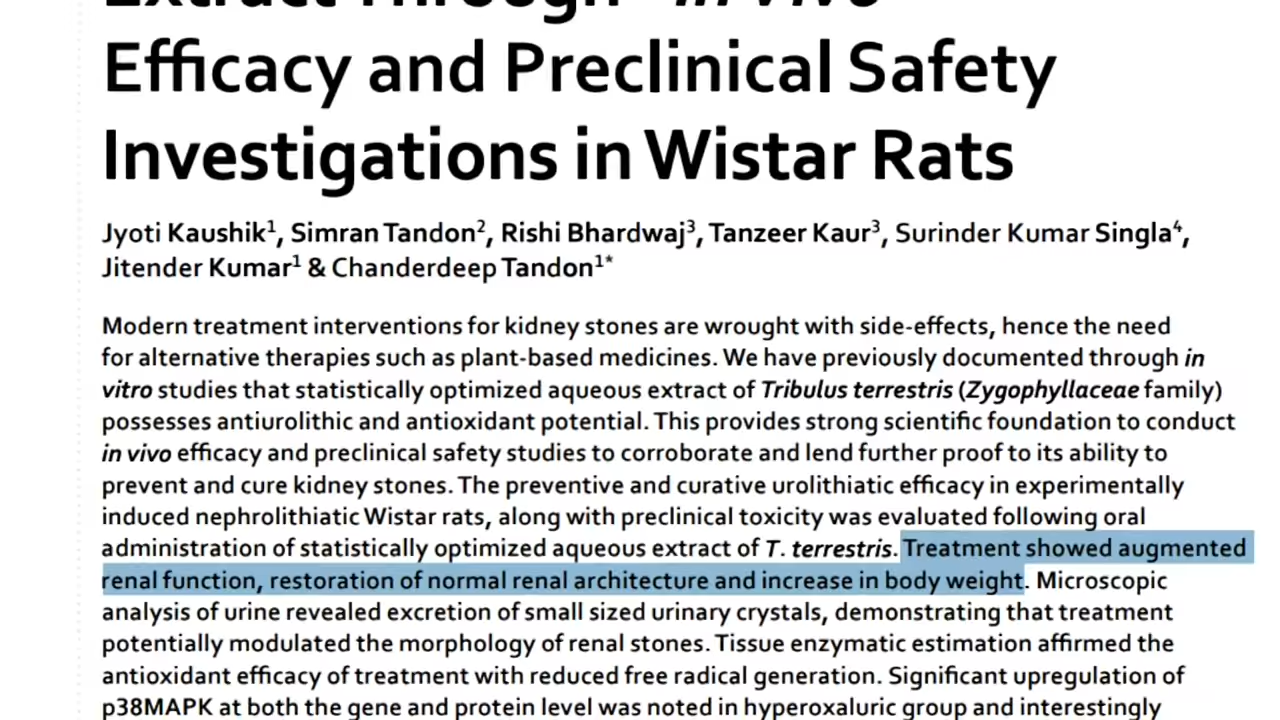 Extract Through in vivo
Efficacy and Preclinical Safety
Investigations in Wistar Rats
Jyoti Kaushik1, Simran Tandon2, Rishi Bhardwaj3, Tanzeer Kaur3, Surinder Kumar Singla4,
Jitender Kumar1 & Chanderdeep Tandon1*
Modern treatment interventions for kidney stones are wrought with side-effects, hence the need
for alternative therapies such as plant-based medicines. We have previously documented through in
vitro studies that statistically optimized aqueous extract of Tribulus terrestris (Zygophyllaceae family)
possesses antiurolithic and antioxidant potential. This provides strong scientific foundation to conduct
in vivo efficacy and preclinical safety studies to corroborate and lend further proof to its ability to
prevent and cure kidney stones. The preventive and curative urolithiatic efficacy in experimentally
induced nephrolithiatic Wistar rats, along with preclinical toxicity was evaluated following oral
administration of statistically optimized aqueous extract of T. terrestris. Treatment showed augmented
renal function, restoration of normal renal architecture and increase in body weight. Microscopic
analysis of urine revealed excretion of small sized urinary crystals, demonstrating that treatment
potentially modulated the morphology of renal stones. Tissue enzymatic estimation affirmed the
antioxidant efficacy of treatment with reduced free radical generation. Significant upregulation of
p38MAPK at both the gene and protein level was noted in hyperoxaluric group and interestingly